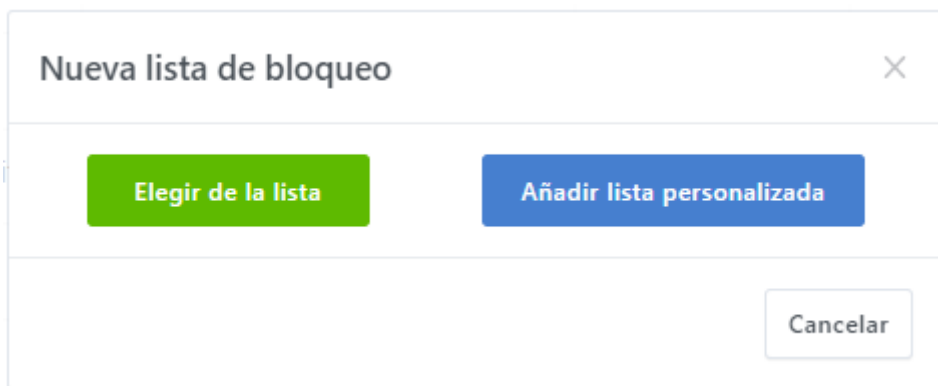 Nueva lista de bloqueo
Elegir de la lista
Añadir lista personalizada
Cancelar